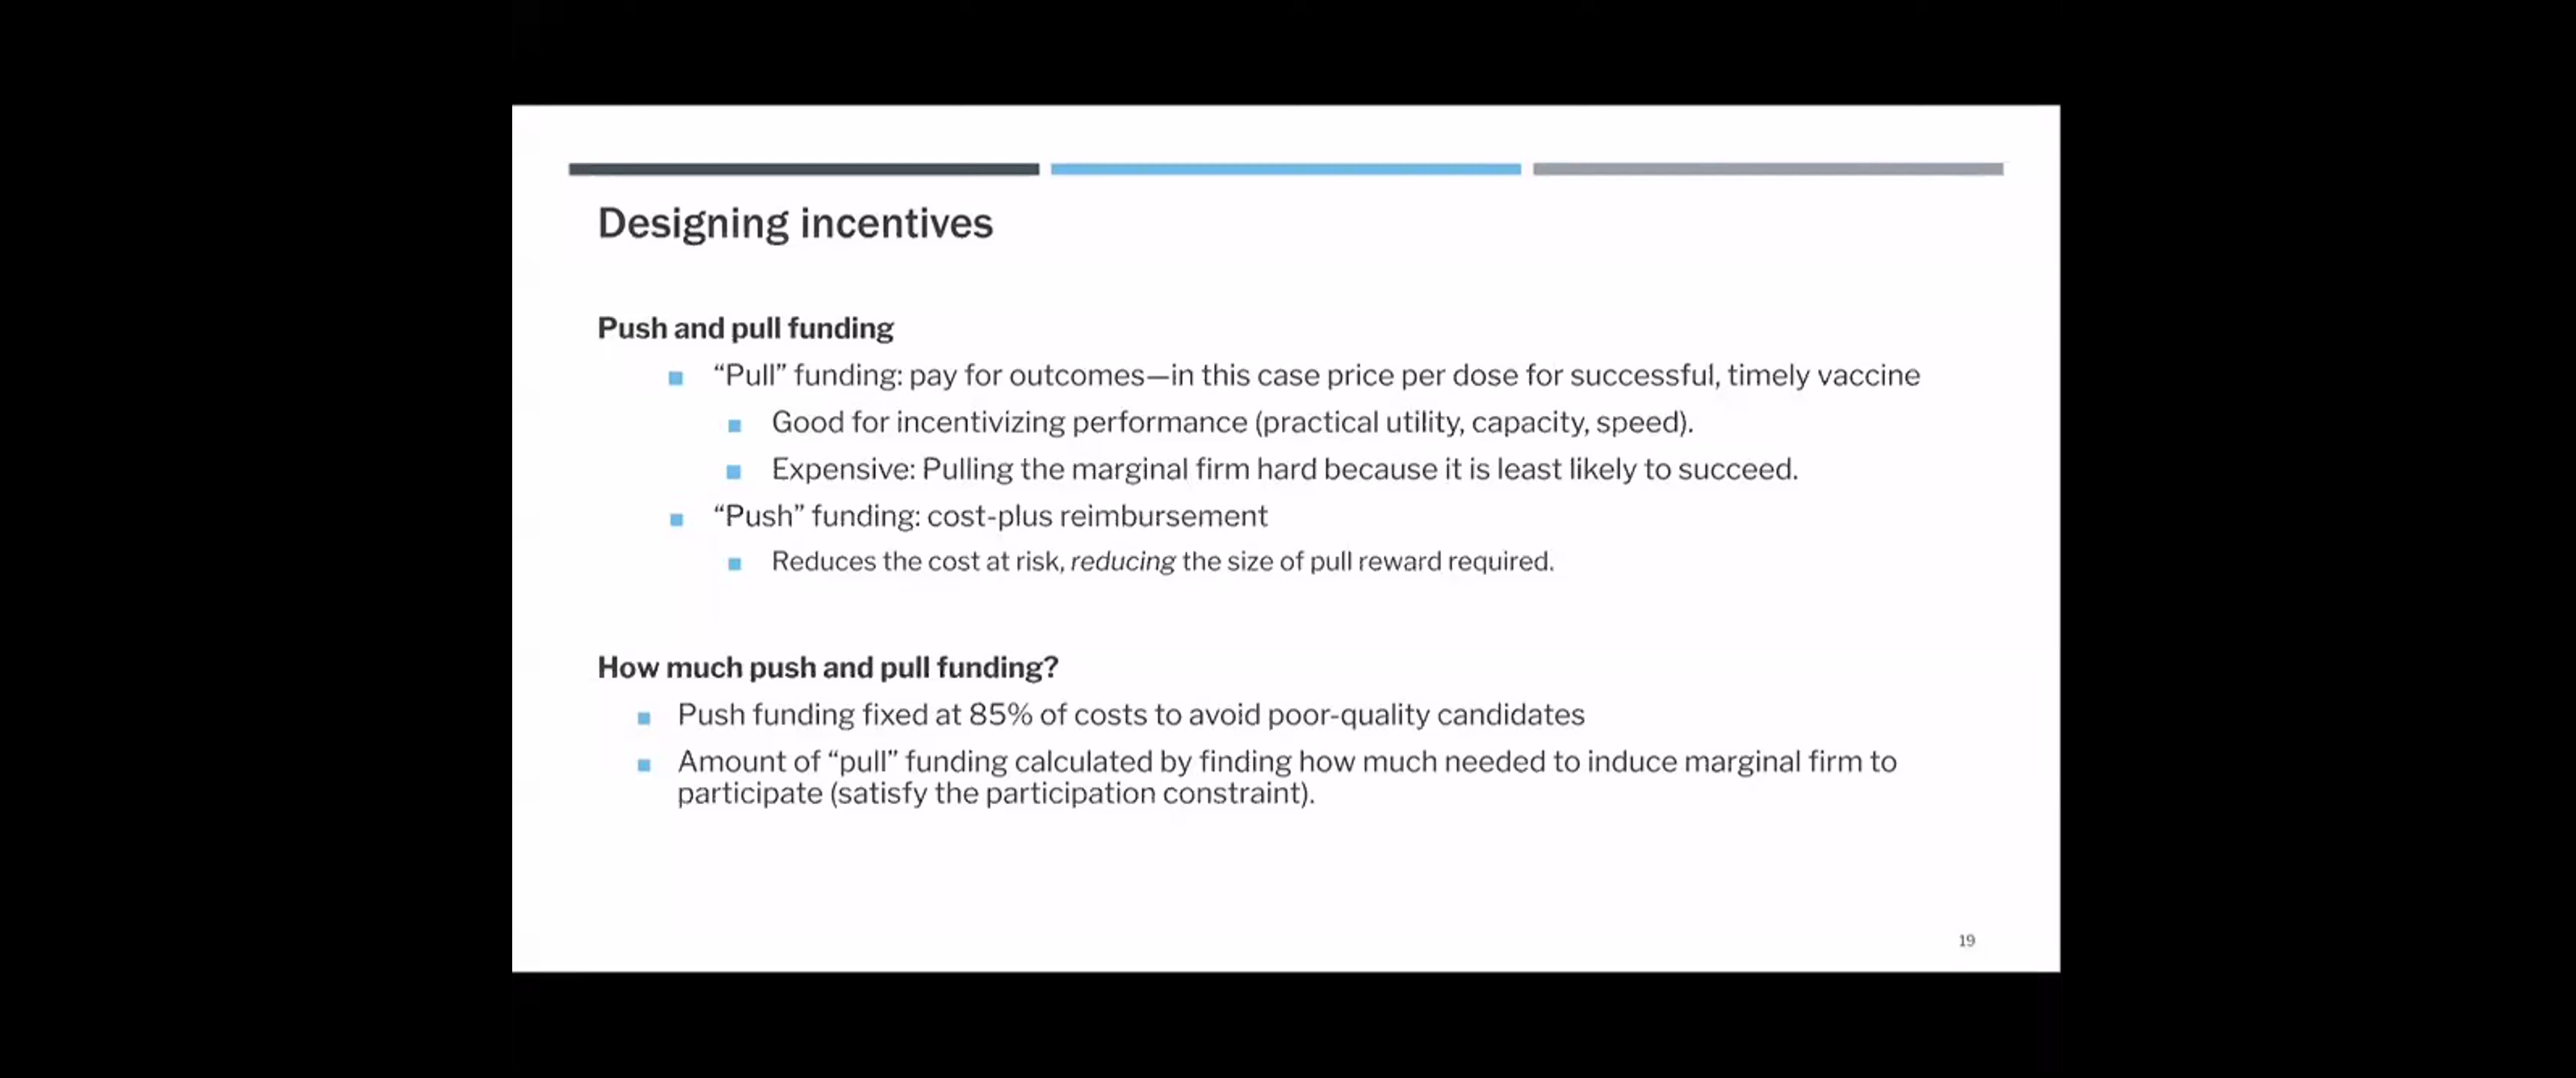 Designing incentives
Push and pull funding
“Pull” funding: pay for outcomes—in this case price per dose for successful, timely vaccine
Good for incentivizing performance (practical utility, capacity, speed).
Expensive: Pulling the marginal firm hard because it is least likely to succeed.
“Push” funding: cost-plus reimbursement
Reduces the cost at risk, reducing the size of pull reward required.
How much push and pull funding?
Push funding fixed at 85% of costs to avoid poor-quality candidates
Amount of “pull” funding calculated by finding how much needed to induce marginal firm to
participate (satisfy the participation constraint).
19